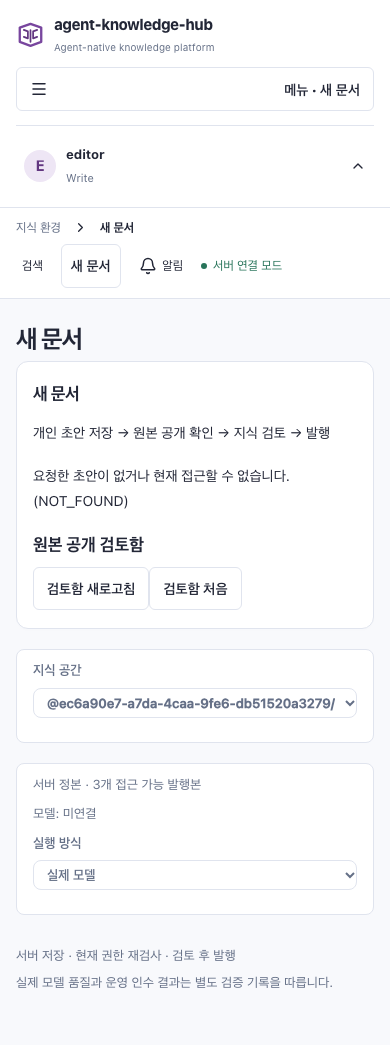 agent-knowledge-hub
Agent-native knowledge platform
메뉴 · 새 문서
E
editor
Write
지식 환경 > 새 문서
검색 새 문서 알림 서버 연결 모드
새 문서
새 문서
개인 초안 저장 → 원본 공개 확인 → 지식 검토 → 발행
요청한 초안이 없거나 현재 접근할 수 없습니다.
(NOT_FOUND)
원본 공개 검토함
검토함 새로고침 검토함 처음
지식 공간
@ec6a90e7-a7da-4caa-9fe6-db51520a3279/
서버 정본 · 3개 접근 가능 발행본
모델: 미연결
실행 방식
실제 모델
서버 저장 · 현재 권한 재검사 · 검토 후 발행
실제 모델 품질과 운영 인수 결과는 별도 검증 기록을 따릅니다.